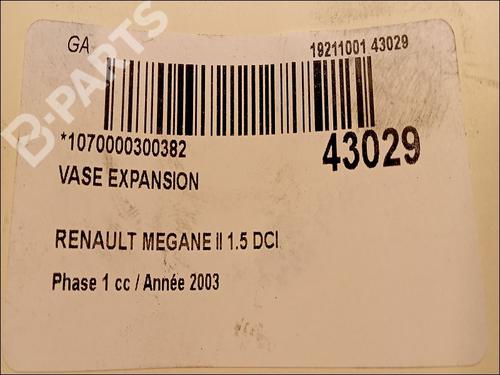 GA
19211001 43029
B-PARTS
*1070000300382
43029
VASE EXPANSION
RENAULT MEGANE II 1.5 DCI
Phase 1 cc / Année 2003